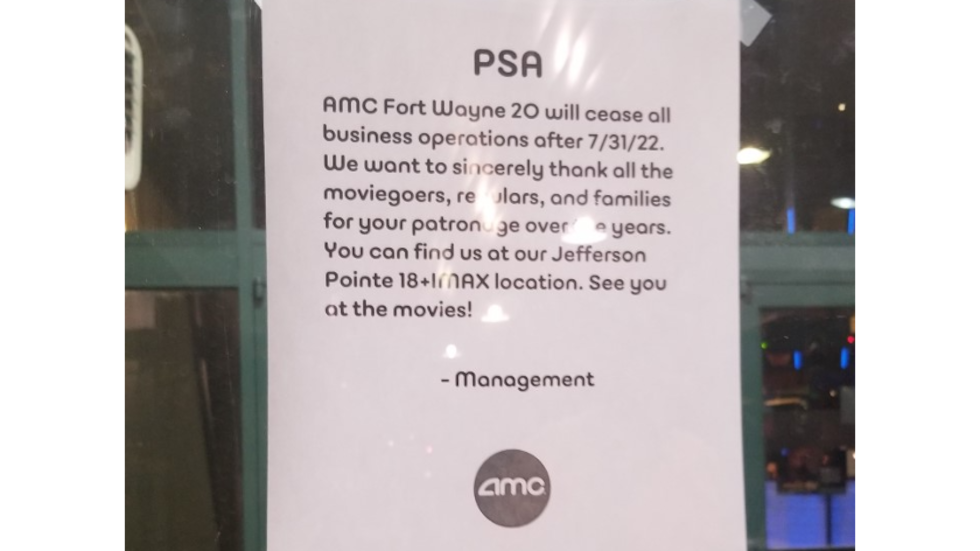 PSA
AMC Fort Wayne 20 will cease all
business operations after 7/31/22.
We want to sincerely thank all the
moviegoers, regulars, and families
for your patronage over the years.
You can find us at our Jefferson
Pointe 18+IMAX location. See you
at the movies!
- Management
amc